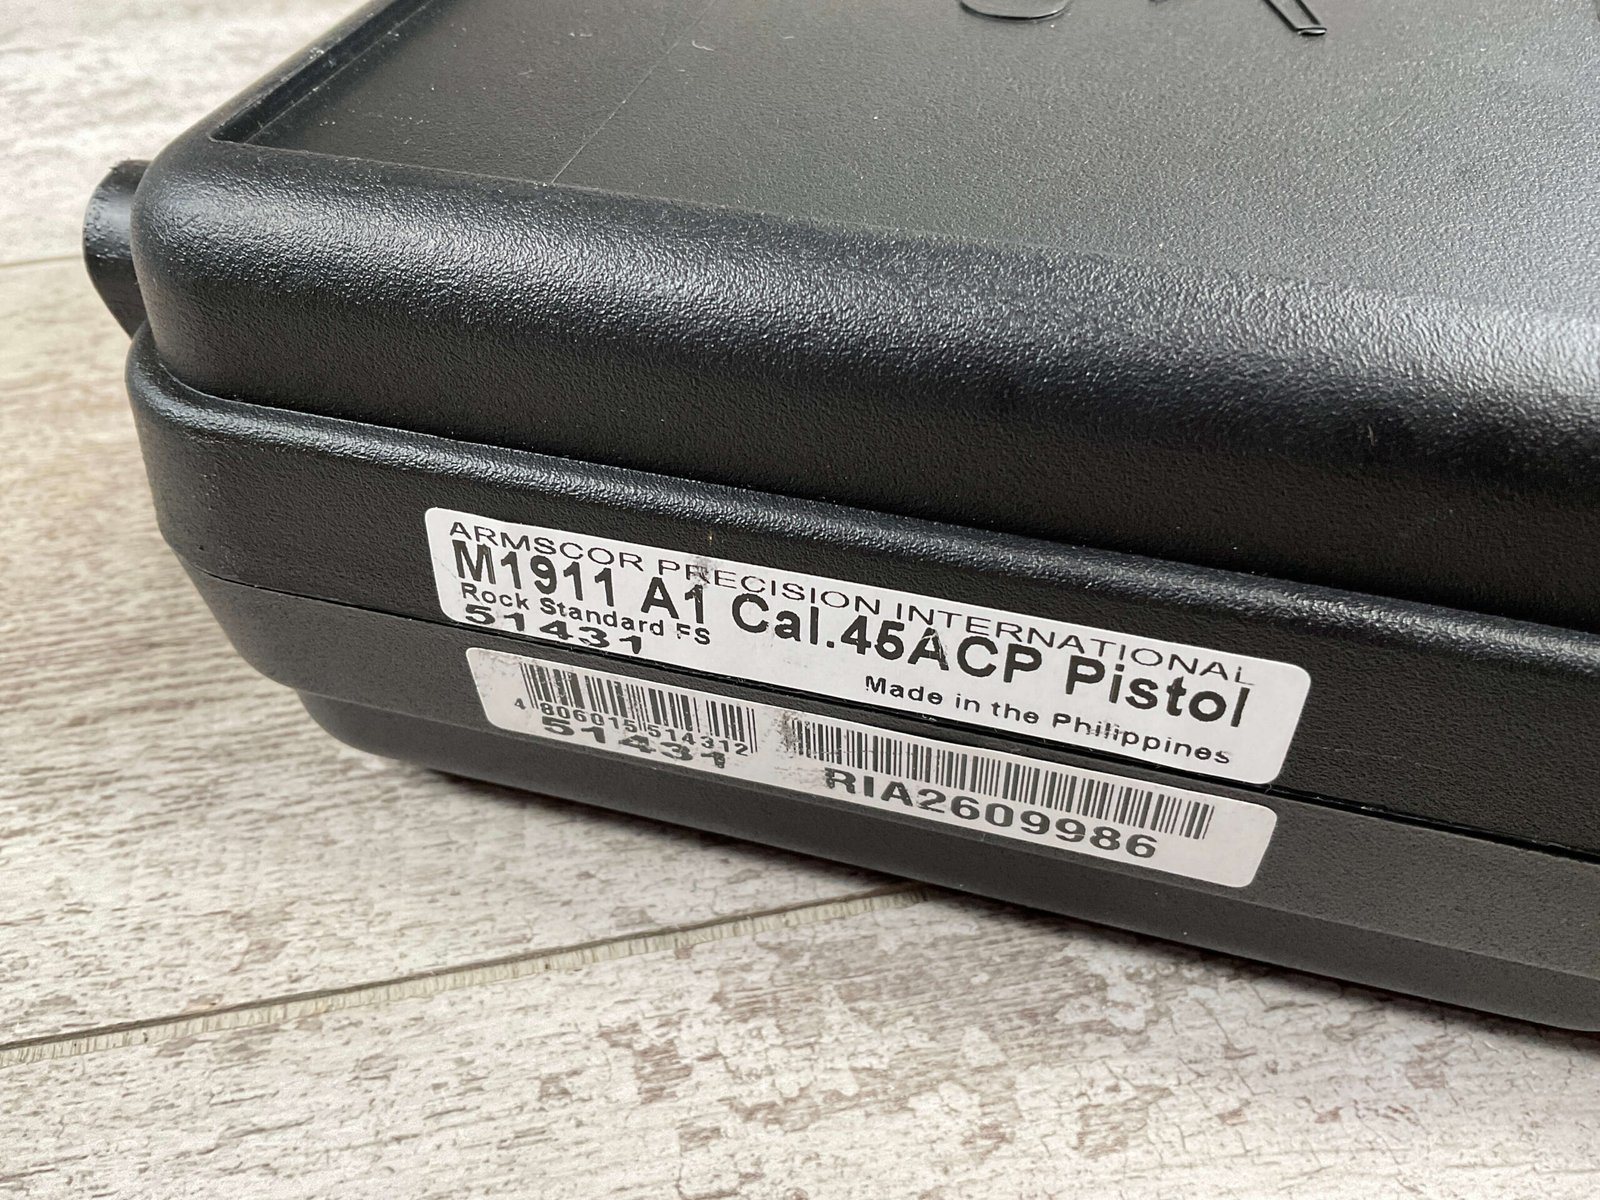 ARMSCOR PRECISION INTERNATIONAL
M1911 A1 Cal.45ACP Pistol
Rock Standard FS
51431
Made in the Philippines
4 806015 514312
51431
RIA2609986